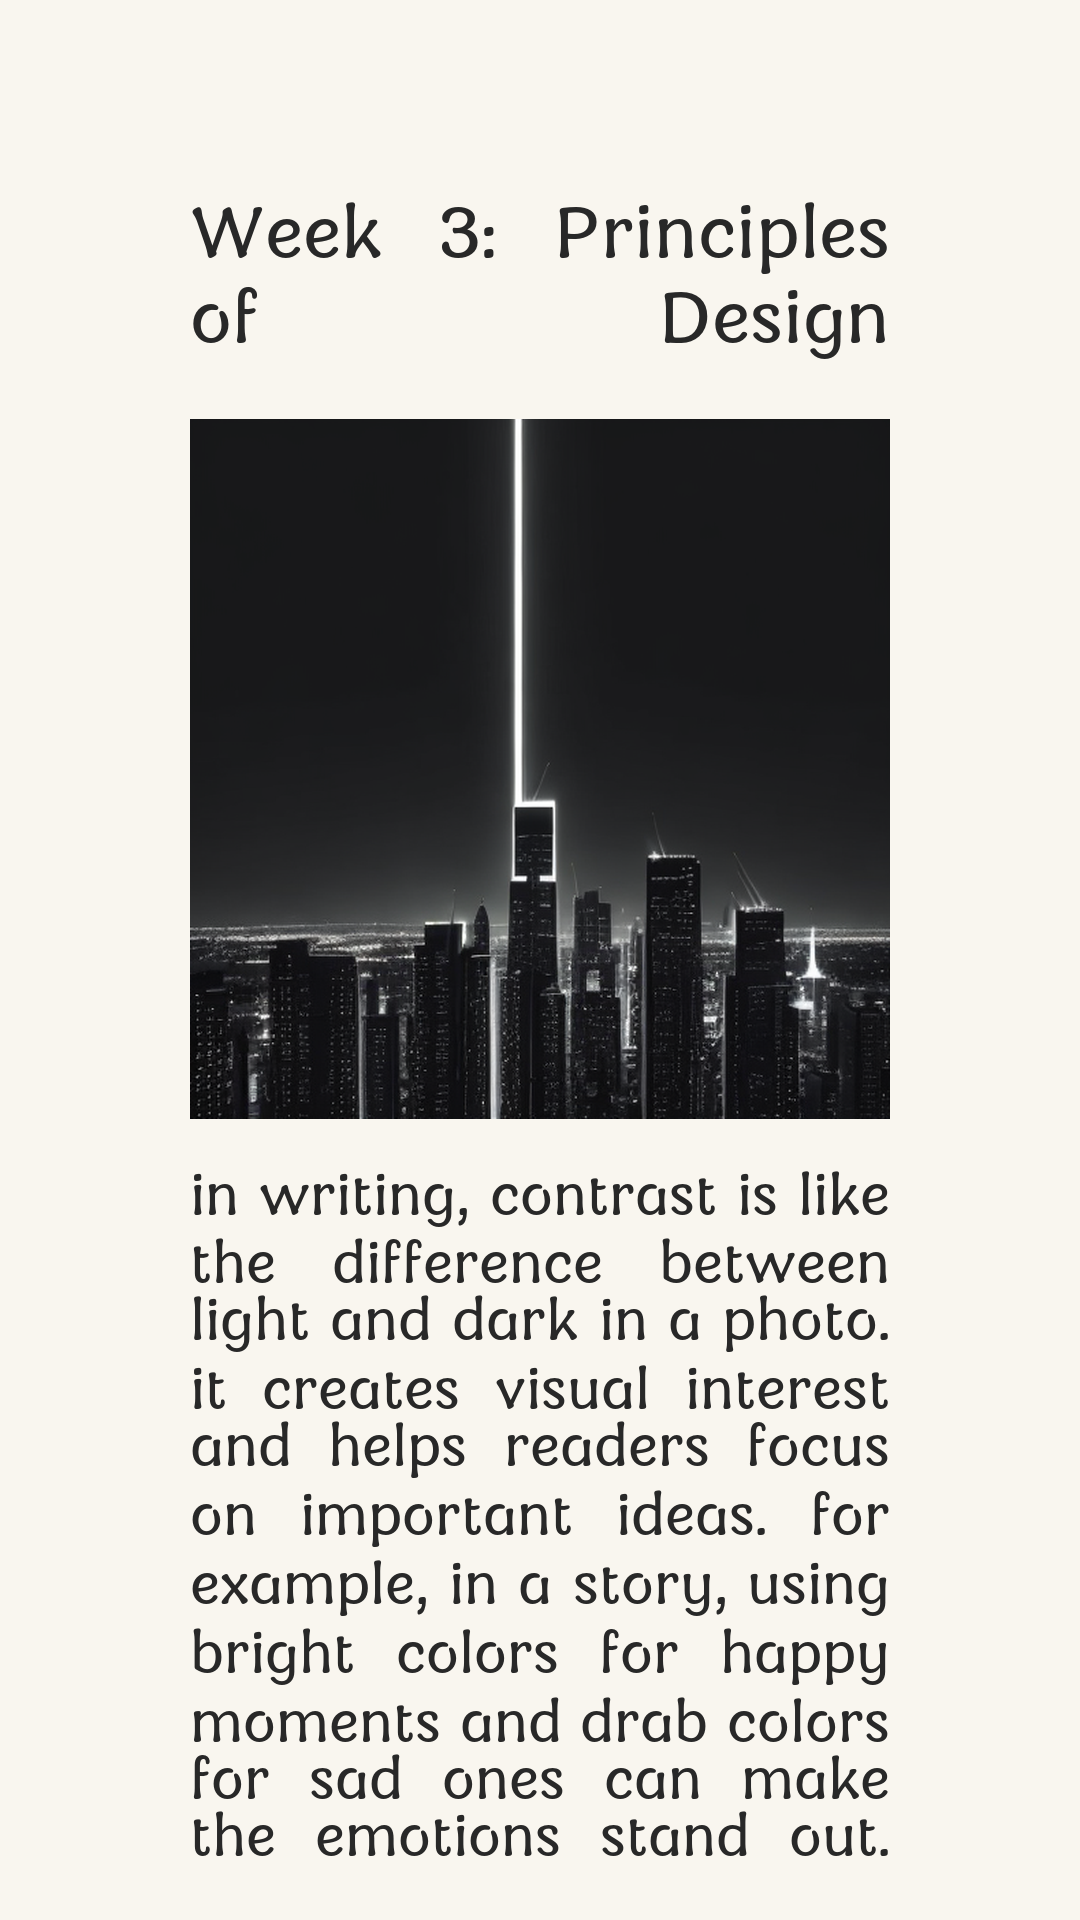 Week 3: Principles
of Design
in writing, contrast is like
the difference between
light and dark in a photo.
it creates visual interest
and helps readers focus
on important ideas. for
example, in a story, using
bright colors for happy
moments and drab colors
for sad ones can make
the emotions stand out.